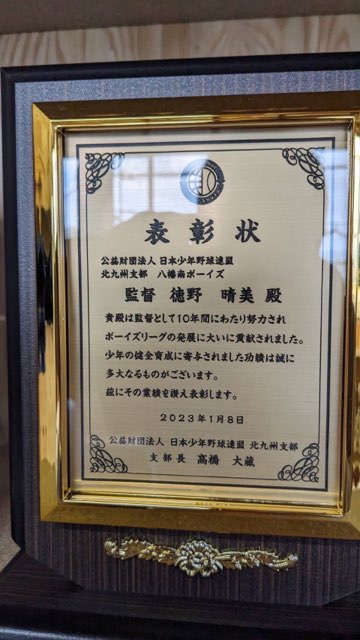 表彰状
公益財団法人 日本少年野球連盟
北九州支部 八幡南ボーイズ
監督 徳野 晴美 殿
貴殿は監督として10年間にわたり努力され
ボーイズリーグの発展に大いに貢献されました。
少年の健全育成に寄与されました功績は誠に
多大なるものがございます。
茲にその業績を讃え表彰します。
2023年1月8日
公益財団法人 日本少年野球連盟 北九州支部
支部長 高橋 大蔵